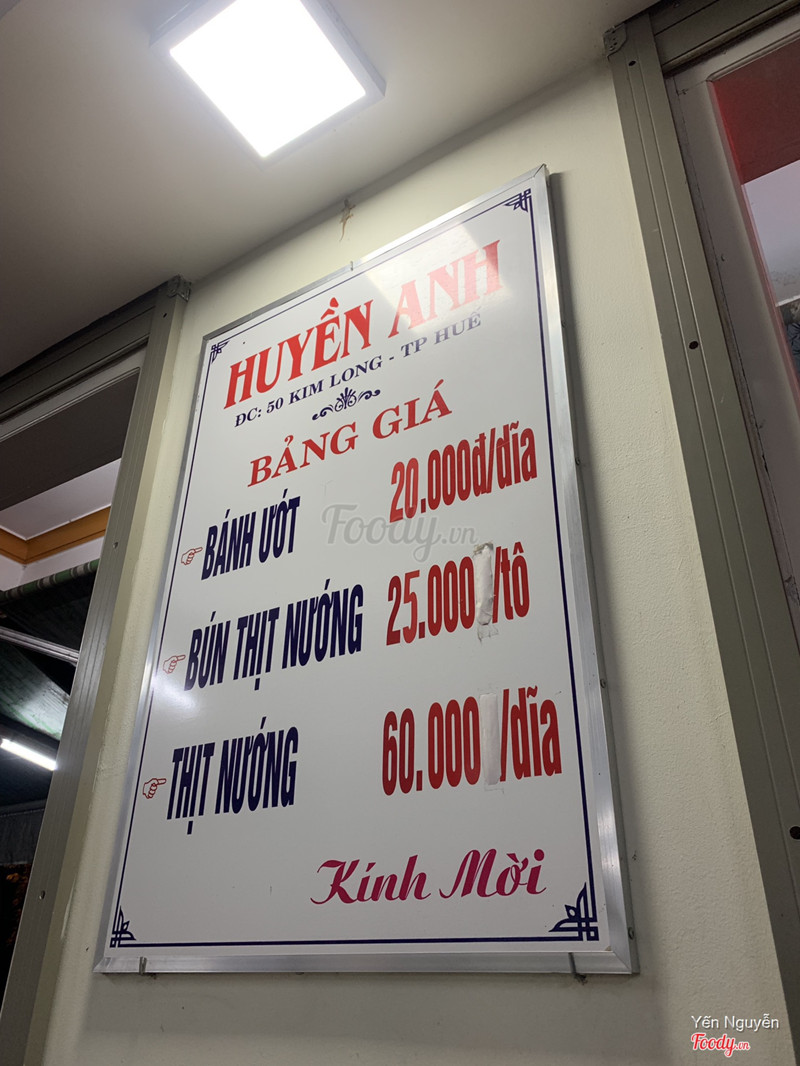 HUYỀN ANH
ĐC: 50 KIM LONG - TP HUẾ
BẢNG GIÁ
BÁNH ƯỚT 20.000đ/dĩa
BÚN THỊT NƯỚNG 25.000 /tô
THỊT NƯỚNG 60.000 /dĩa
Kính Mời
Foody.vn
Yến Nguyễn
Foody.vn